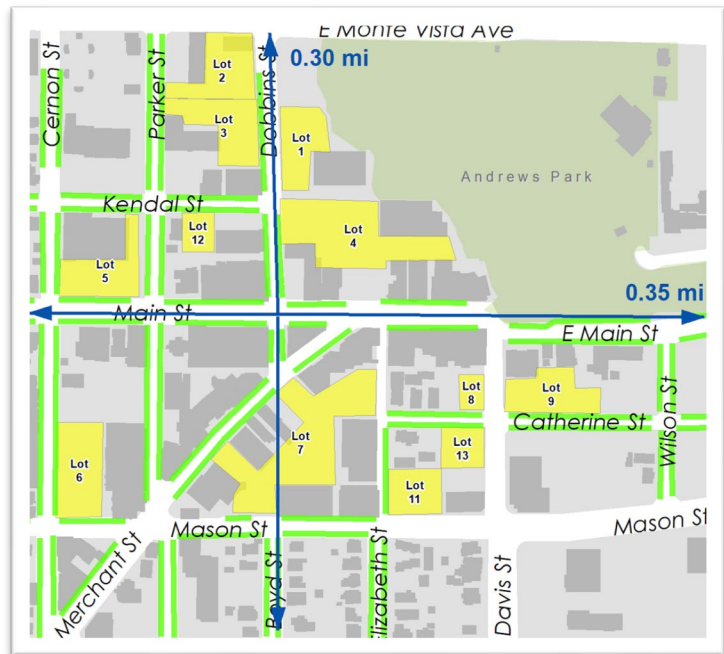 E Monte Vista Ave
0.30 mi
Cernon St
Parker St
Dobbins St
Lot
2
Lot
3
Lot
1
Andrews Park
Kendal St
Lot
12
Lot
4
Lot
5
0.35 mi
Main St
E Main St
Lot
8
Lot
9
Catherine St
Wilson St
Lot
7
Lot
13
Lot
6
Lot
11
Mason St
Mason St
Merchant St
Boyd St
Elizabeth St
Davis St